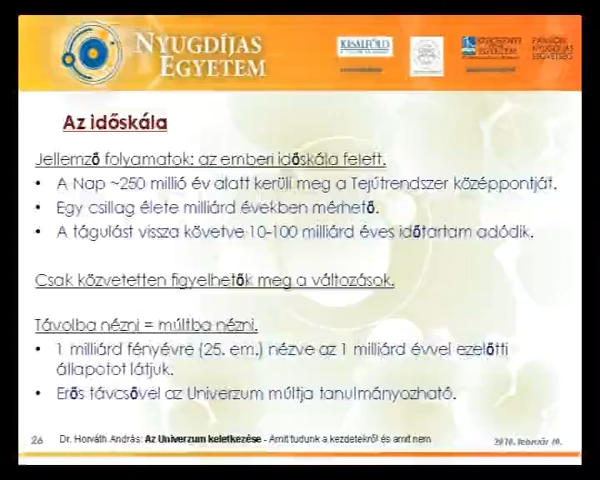 NYUGDÍJAS
EGYETEM
KISALFÖLD
Az időskála
Jellemző folyamatok: az emberi időskála felett.
• A Nap ~250 millió év alatt kerüli meg a Tejútrendszer középpontját.
• Egy csillag élete milliárd években mérhető.
• A tágulást vissza követve 10-100 milliárd éves időtartam adódik.
Csak közvetetten figyelhetők meg a változások.
Távolba nézni = múltba nézni.
• 1 milliárd fényévre (25. em.) nézve az 1 milliárd évvel ezelőtti
állapotot látjuk.
• Erős távcsővel az Univerzum múltja tanulmányozható.
26 Dr. Horváth András: Az Univerzum keletkezése - Amit tudunk a kezdetekről és amit nem